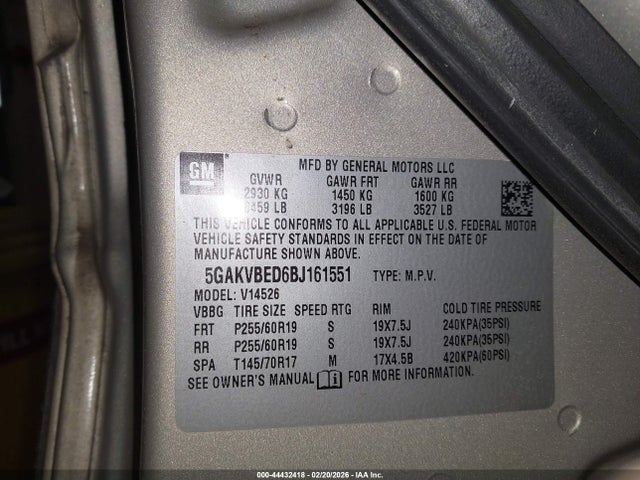 GM
MFD BY GENERAL MOTORS LLC
GVWR GAWR FRT GAWR RR
2930 KG 1450 KG 1600 KG
6459 LB 3196 LB 3527 LB
THIS VEHICLE CONFORMS TO ALL APPLICABLE U.S. FEDERAL MOTOR
VEHICLE SAFETY STANDARDS IN EFFECT ON THE DATE OF
MANUFACTURE SHOWN ABOVE.
5GAKVBED6BJ161551 TYPE: M.P.V.
MODEL: V14526
VBBG TIRE SIZE SPEED RTG RIM COLD TIRE PRESSURE
FRT P255/60R19 S 19X7.5J 240KPA(35PSI)
RR P255/60R19 S 19X7.5J 240KPA(35PSI)
SPA T145/70R17 M 17X4.5B 420KPA(60PSI)
SEE OWNER'S MANUAL FOR MORE INFORMATION.
000-44432418 - 02/20/2026 - IAA Inc.